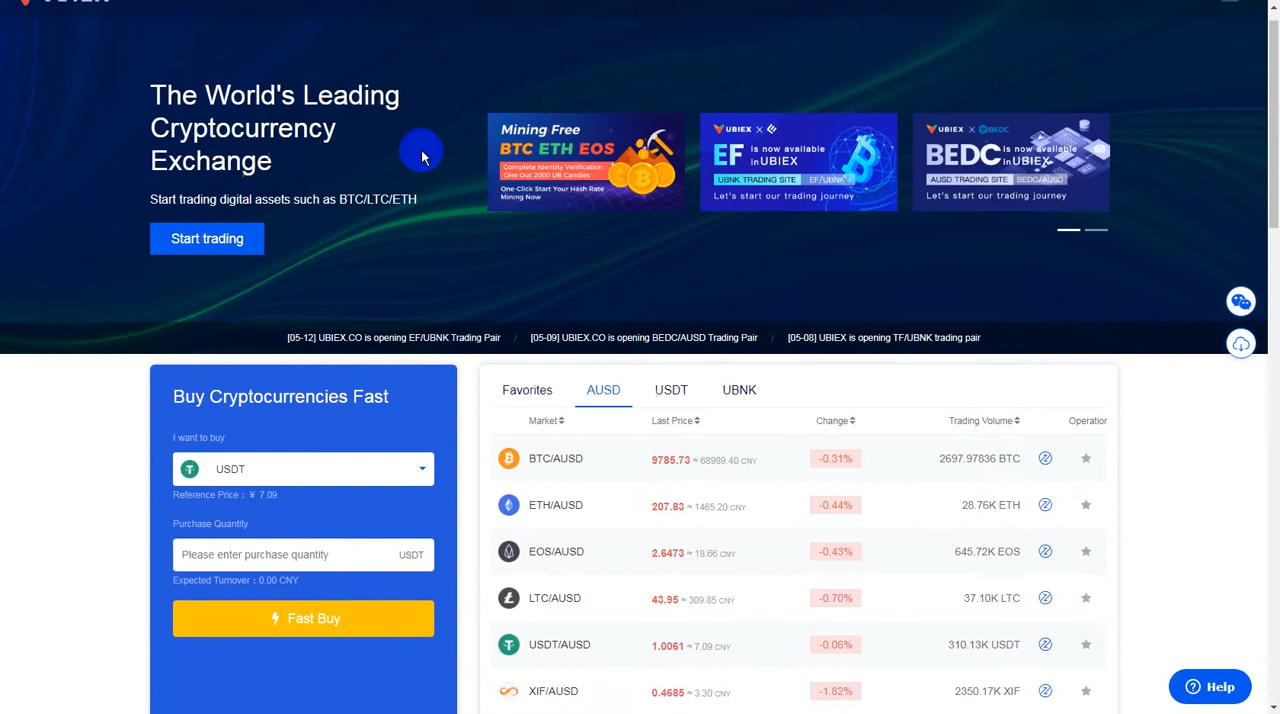 The World's Leading
Cryptocurrency
Exchange
Start trading digital assets such as BTC/LTC/ETH
Start trading
Mining Free
BTC ETH EOS
Complete Identity Verification
Give Out 2000 UB Candies
One-Click Start Your Hash Rate
Mining Now
UBIEX X
EF is now available
in UBIEX
UBNK TRADING SITE EF/UBNK
Let's start our trading journey
UBIEX X BEDC
BEDC is now available
in UBIEX
AUSD TRADING SITE BEDC/AUSD
Let's start our trading journey
[05-12] UBIEX.CO is opening EF/UBNK Trading Pair / [05-09] UBIEX.CO is opening BEDC/AUSD Trading Pair / [05-08] UBIEX is opening TF/UBNK trading pair
Buy Cryptocurrencies Fast
I want to buy
USDT
Reference Price : ¥ 7.09
Purchase Quantity
Please enter purchase quantity USDT
Expected Turnover : 0.00 CNY
Fast Buy
Favorites AUSD USDT UBNK
Market Last Price Change Trading Volume Operation
BTC/AUSD 9785.73 ≈ 68989.40 CNY -0.31% 2697.97836 BTC
ETH/AUSD 207.83 ≈ 1465.20 CNY -0.44% 28.76K ETH
EOS/AUSD 2.6473 ≈ 18.66 CNY -0.43% 645.72K EOS
LTC/AUSD 43.95 ≈ 309.85 CNY -0.70% 37.10K LTC
USDT/AUSD 1.0061 ≈ 7.09 CNY -0.06% 310.13K USDT
XIF/AUSD 0.4685 ≈ 3.30 CNY -1.82% 2350.17K XIF
Help